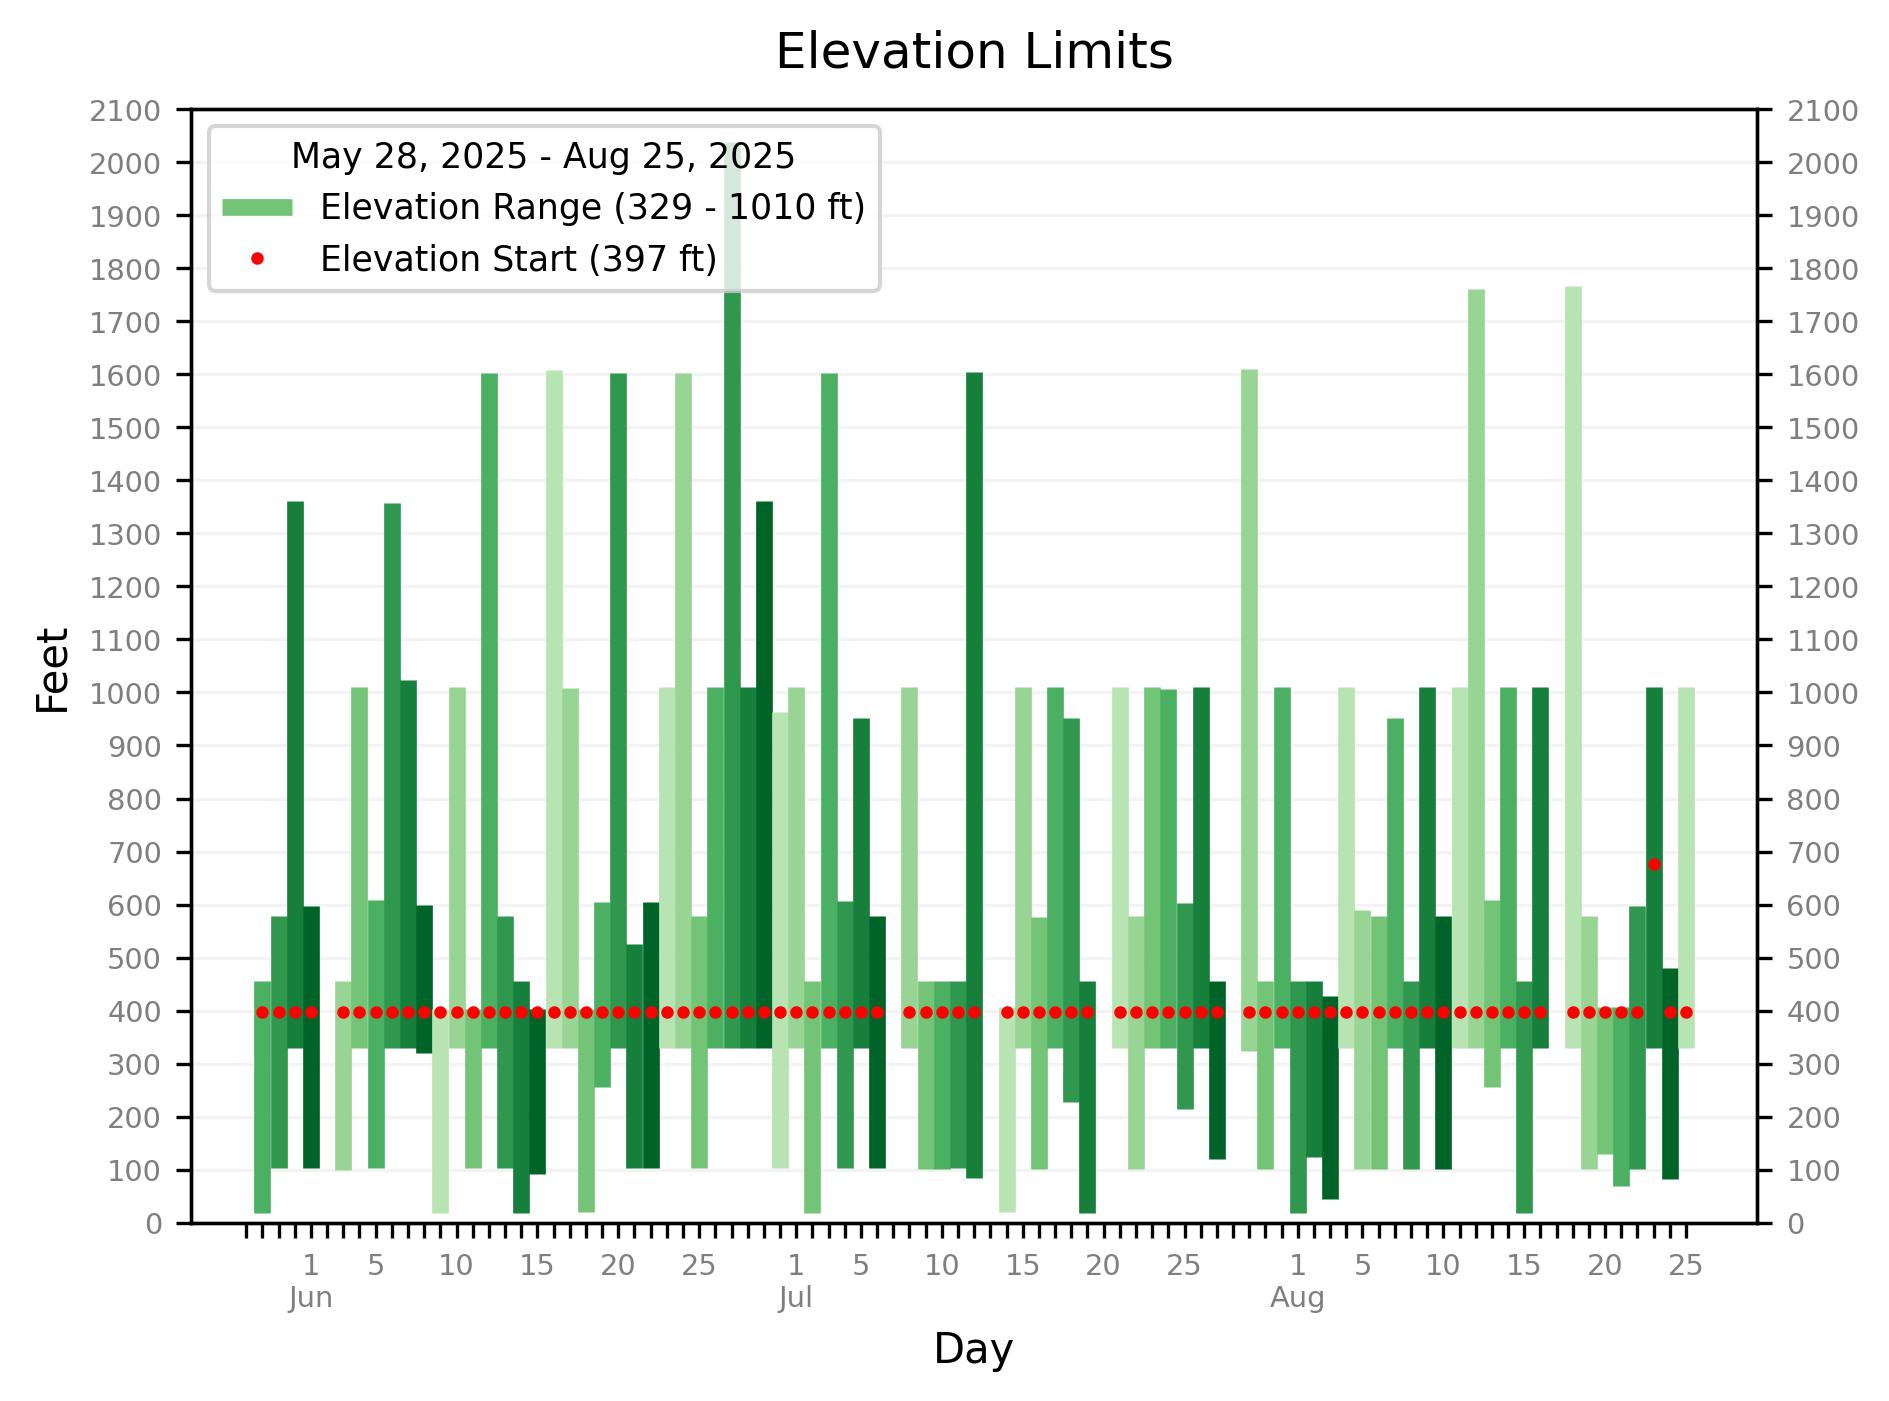 Elevation Limits
May 28, 2025 - Aug 25, 2025
Elevation Range (329 - 1010 ft)
Elevation Start (397 ft)
2100 2100
2000 2000
1900 1900
1800 1800
1700 1700
1600 1600
1500 1500
1400 1400
1300 1300
1200 1200
1100 1100
1000 1000
900 900
800 800
700 700
600 600
500 500
400 400
300 300
200 200
100 100
0 0
Feet
1 5 10 15 20 25 1 5 10 15 20 25 1 5 10 15 20 25
Jun Jul Aug
Day